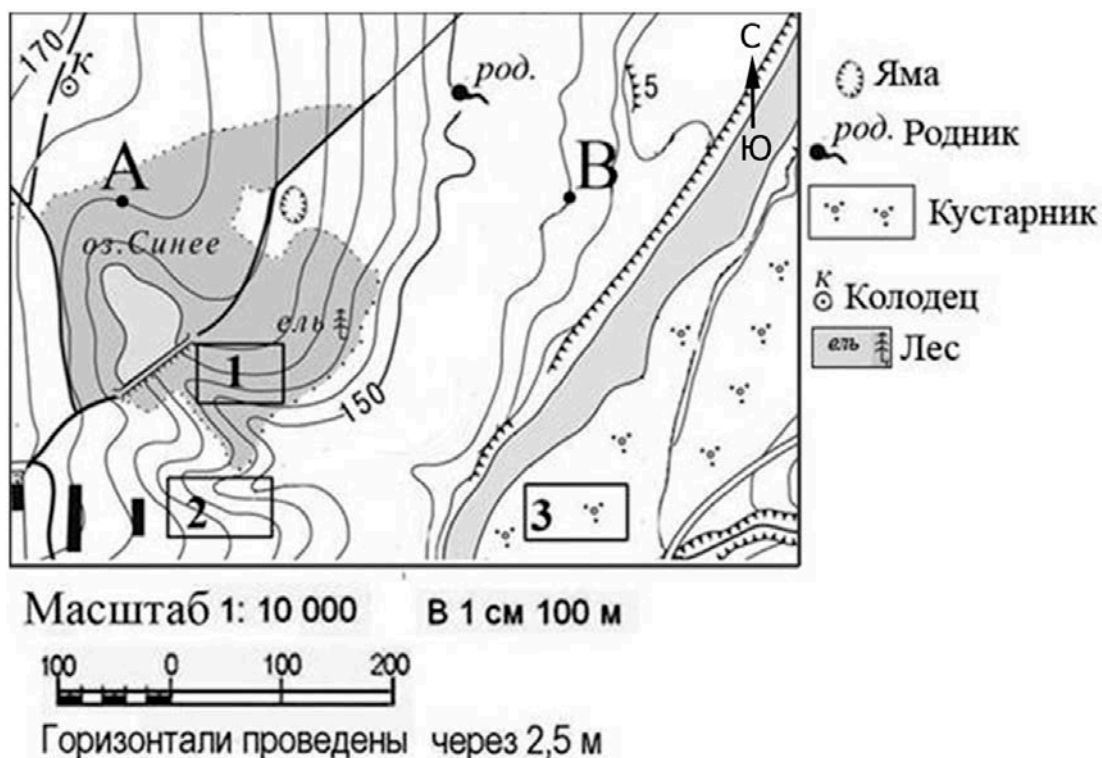 170
К
род.
5
С
Ю
А
В
оз.Синее
ель
1
150
2
3
Яма
род. Родник
Кустарник
К Колодец
ель Лес
Масштаб 1: 10 000 В 1 см 100 м
100 0 100 200
Горизонтали проведены через 2,5 м